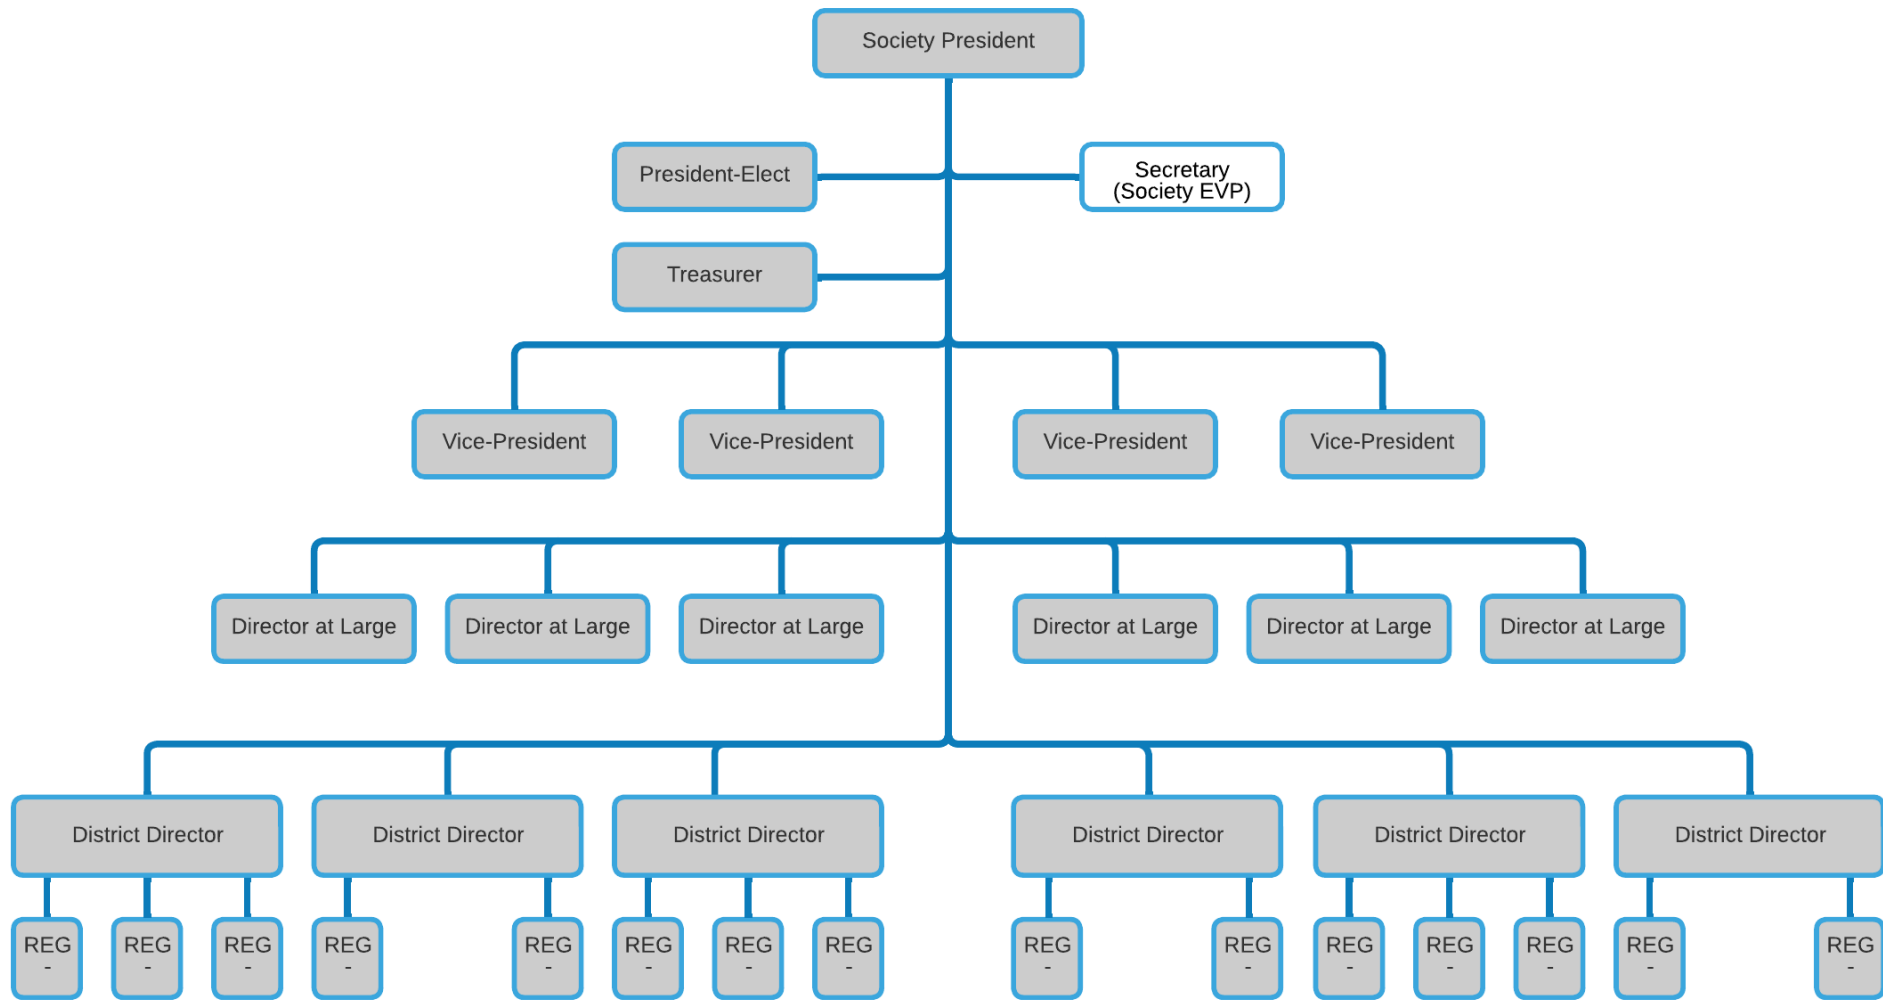 Society President
President-Elect
Secretary
(Society EVP)
Treasurer
Vice-President
Vice-President
Vice-President
Vice-President
Director at Large
Director at Large
Director at Large
Director at Large
Director at Large
Director at Large
District Director
District Director
District Director
District Director
District Director
District Director
REG
-
REG
-
REG
-
REG
-
REG
-
REG
-
REG
-
REG
-
REG
-
REG
-
REG
-
REG
-
REG
-
REG
-
REG
-